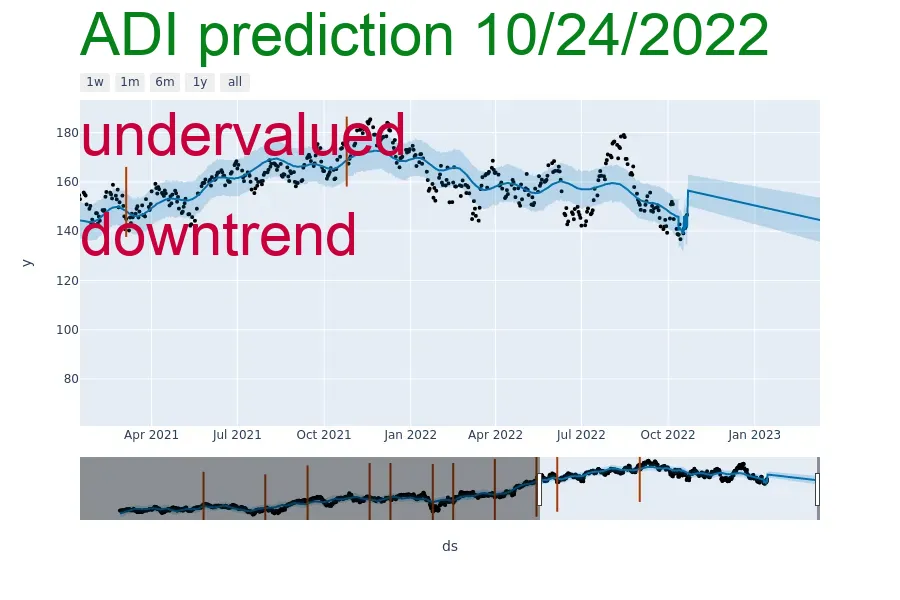 ADI prediction 10/24/2022
1w 1m 6m 1y all
undervalued
downtrend
180
160
140
120
100
80
y
Apr 2021 Jul 2021 Oct 2021 Jan 2022 Apr 2022 Jul 2022 Oct 2022 Jan 2023
ds